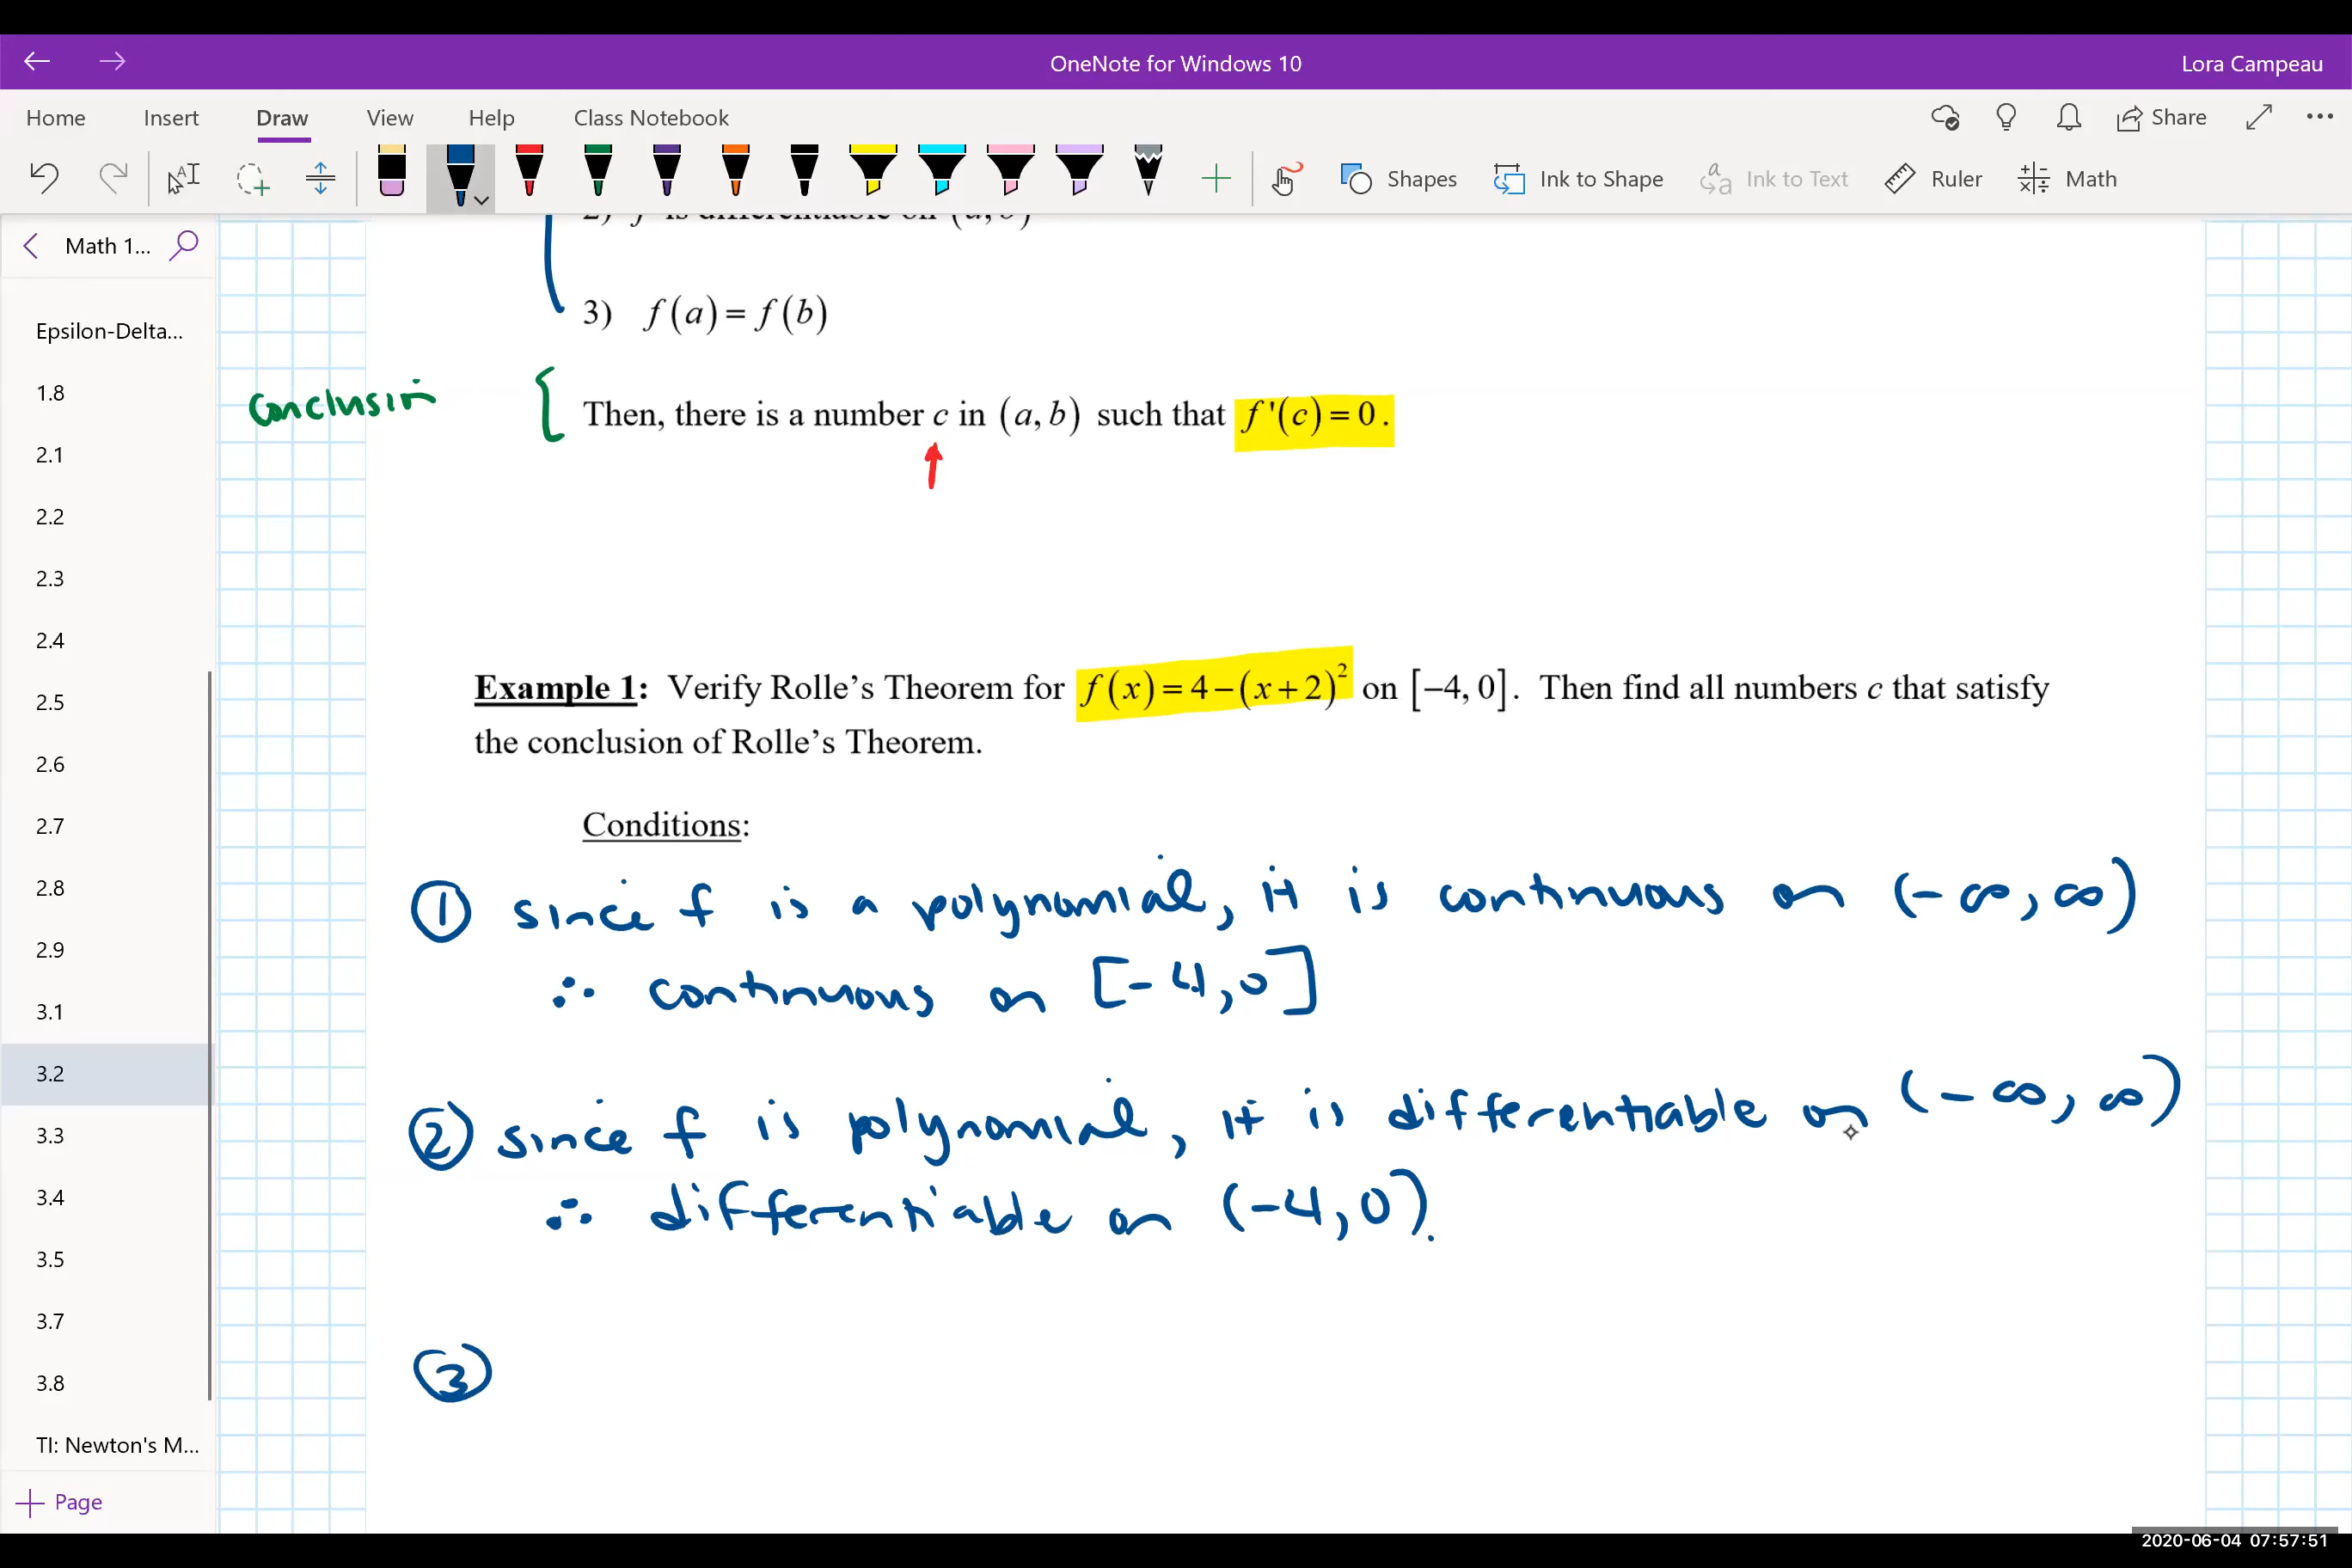 OneNote for Windows 10
Lora Campeau
Home Insert Draw View Help Class Notebook
Share
Shapes Ink to Shape Ink to Text Ruler Math
Math 1...
Epsilon-Delta...
1.8
2.1
2.2
2.3
2.4
2.5
2.6
2.7
2.8
2.9
3.1
3.2
3.3
3.4
3.5
3.7
3.8
TI: Newton's M...
+ Page
2) f is differentiable on (a, b)
3) f(a) = f(b)
conclusion
Then, there is a number c in (a, b) such that f'(c) = 0.
Example 1: Verify Rolle's Theorem for f(x) = 4 − (x + 2)² on [−4, 0]. Then find all numbers c that satisfy
the conclusion of Rolle's Theorem.
Conditions:
① since f is a polynomial, it is continuous on (-∞, ∞)
∴ continuous on [-4, 0]
② since f is polynomial, it is differentiable on (-∞, ∞)
∴ differentiable on (-4, 0).
③
2020-06-04 07:57:51